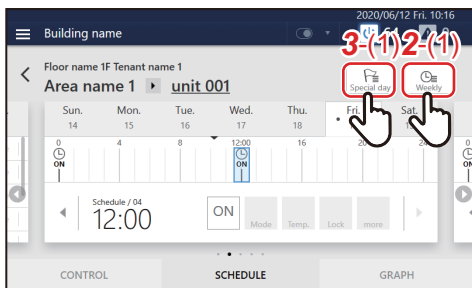 2020/06/12 Fri. 10:16
Building name
3-(1) 2-(1)
Floor name 1F Tenant name 1
Area name 1 unit 001
Special day Weekly
Sun. Mon. Tue. Wed. Thu. Fri. Sat.
14 15 16 17 18
0 4 8 12:00 16 20 24 0
ON ON ON
Schedule / 04
12:00 ON Mode Temp. Lock more
CONTROL SCHEDULE GRAPH